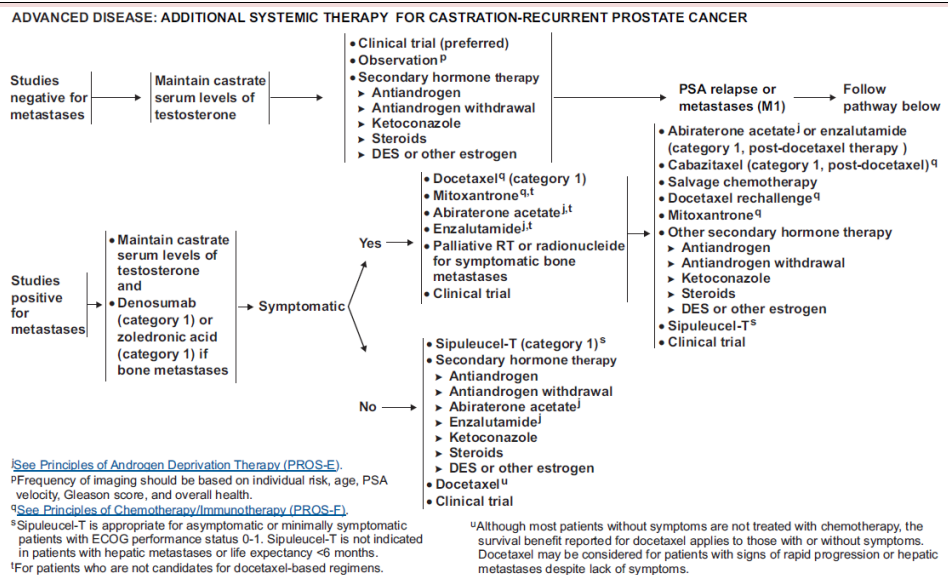 ADVANCED DISEASE: ADDITIONAL SYSTEMIC THERAPY FOR CASTRATION-RECURRENT PROSTATE CANCER
Studies
negative for
metastases
Maintain castrate
serum levels of
testosterone
• Clinical trial (preferred)
• Observationᵖ
• Secondary hormone therapy
➤ Antiandrogen
➤ Antiandrogen withdrawal
➤ Ketoconazole
➤ Steroids
➤ DES or other estrogen
PSA relapse or
metastases (M1)
Follow
pathway below
Studies
positive
for
metastases
• Maintain castrate
serum levels of
testosterone
and
• Denosumab
(category 1) or
zoledronic acid
(category 1) if
bone metastases
Symptomatic
Yes
• Docetaxel^q (category 1)
• Mitoxantrone^q,t
• Abiraterone acetate^j,t
• Enzalutamide^j,t
• Palliative RT or radionucleide
for symptomatic bone
metastases
• Clinical trial
No
• Sipuleucel-T (category 1)^s
• Secondary hormone therapy
➤ Antiandrogen
➤ Antiandrogen withdrawal
➤ Abiraterone acetate^j
➤ Enzalutamide^j
➤ Ketoconazole
➤ Steroids
➤ DES or other estrogen
• Docetaxel^u
• Clinical trial
• Abiraterone acetate^j or enzalutamide
(category 1, post-docetaxel therapy )
• Cabazitaxel (category 1, post-docetaxel)^q
• Salvage chemotherapy
• Docetaxel rechallenge^q
• Mitoxantrone^q
• Other secondary hormone therapy
➤ Antiandrogen
➤ Antiandrogen withdrawal
➤ Ketoconazole
➤ Steroids
➤ DES or other estrogen
• Sipuleucel-T^s
• Clinical trial
^jSee Principles of Androgen Deprivation Therapy (PROS-E).
^pFrequency of imaging should be based on individual risk, age, PSA
velocity, Gleason score, and overall health.
^qSee Principles of Chemotherapy/Immunotherapy (PROS-F).
^sSipuleucel-T is appropriate for asymptomatic or minimally symptomatic
patients with ECOG performance status 0-1. Sipuleucel-T is not indicated
in patients with hepatic metastases or life expectancy <6 months.
^tFor patients who are not candidates for docetaxel-based regimens.
^uAlthough most patients without symptoms are not treated with chemotherapy, the
survival benefit reported for docetaxel applies to those with or without symptoms.
Docetaxel may be considered for patients with signs of rapid progression or hepatic
metastases despite lack of symptoms.